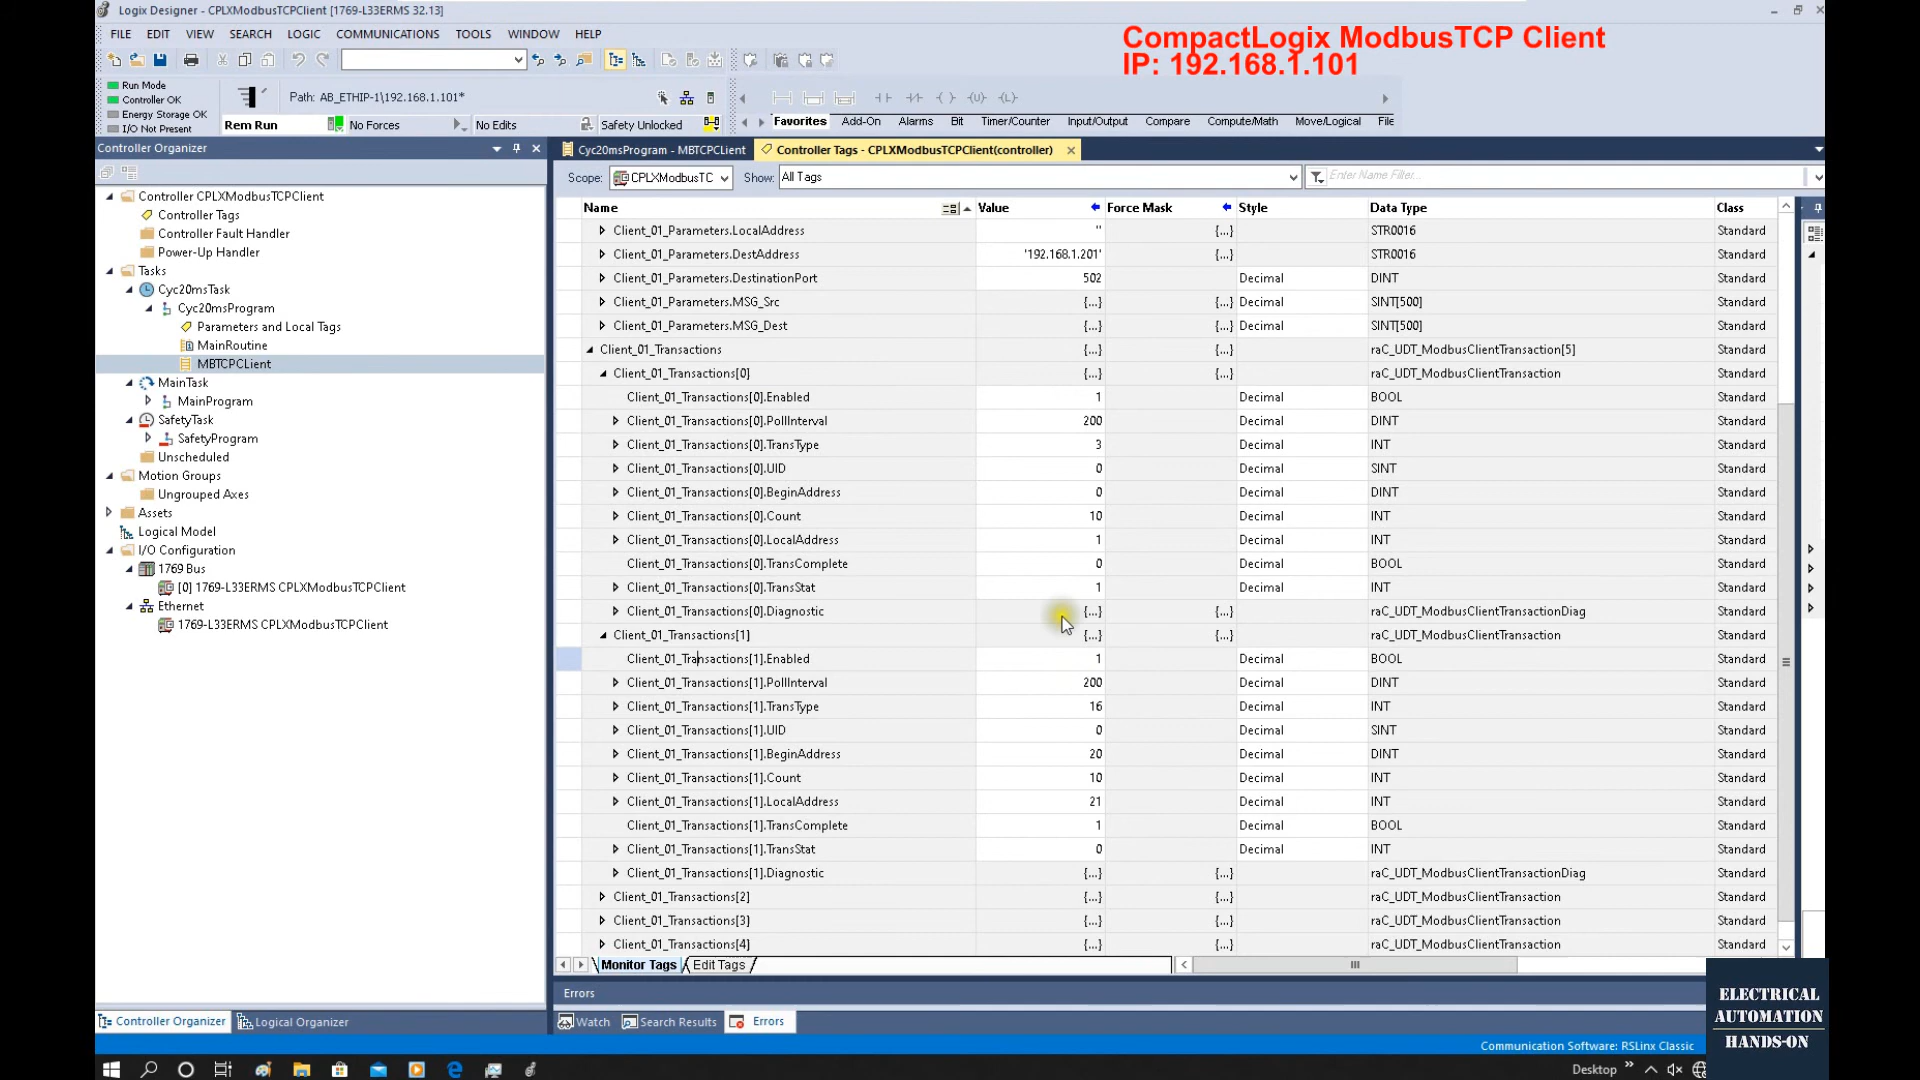 Logix Designer - CPLXModbusTCPClient [1769-L33ERMS 32.13]
FILE EDIT VIEW SEARCH LOGIC COMMUNICATIONS TOOLS WINDOW HELP
CompactLogix ModbusTCP Client
IP: 192.168.1.101
Run Mode
Controller OK
Energy Storage OK
I/O Not Present
Path: AB_ETHIP-1\192.168.1.101*
Rem Run No Forces No Edits Safety Unlocked
Favorites Add-On Alarms Bit Timer/Counter Input/Output Compare Compute/Math Move/Logical File
Controller Organizer
Controller CPLXModbusTCPClient
Controller Tags
Controller Fault Handler
Power-Up Handler
Tasks
Cyc20msTask
Cyc20msProgram
Parameters and Local Tags
MainRoutine
MBTCPCLient
MainTask
MainProgram
SafetyTask
SafetyProgram
Unscheduled
Motion Groups
Ungrouped Axes
Assets
Logical Model
I/O Configuration
1769 Bus
[0] 1769-L33ERMS CPLXModbusTCPClient
Ethernet
1769-L33ERMS CPLXModbusTCPClient
Controller Organizer Logical Organizer
Cyc20msProgram - MBTCPCLient Controller Tags - CPLXModbusTCPClient(controller)
Scope: CPLXModbusTC Show: All Tags Enter Name Filter...
Name Value Force Mask Style Data Type Class
Client_01_Parameters.LocalAddress '' {...} STR0016 Standard
Client_01_Parameters.DestAddress '192.168.1.201' {...} STR0016 Standard
Client_01_Parameters.DestinationPort 502 Decimal DINT Standard
Client_01_Parameters.MSG_Src {...} {...} Decimal SINT[500] Standard
Client_01_Parameters.MSG_Dest {...} {...} Decimal SINT[500] Standard
Client_01_Transactions {...} {...} raC_UDT_ModbusClientTransaction[5] Standard
Client_01_Transactions[0] {...} {...} raC_UDT_ModbusClientTransaction Standard
Client_01_Transactions[0].Enabled 1 Decimal BOOL Standard
Client_01_Transactions[0].PollInterval 200 Decimal DINT Standard
Client_01_Transactions[0].TransType 3 Decimal INT Standard
Client_01_Transactions[0].UID 0 Decimal SINT Standard
Client_01_Transactions[0].BeginAddress 0 Decimal DINT Standard
Client_01_Transactions[0].Count 10 Decimal INT Standard
Client_01_Transactions[0].LocalAddress 1 Decimal INT Standard
Client_01_Transactions[0].TransComplete 0 Decimal BOOL Standard
Client_01_Transactions[0].TransStat 1 Decimal INT Standard
Client_01_Transactions[0].Diagnostic {...} {...} raC_UDT_ModbusClientTransactionDiag Standard
Client_01_Transactions[1] {...} {...} raC_UDT_ModbusClientTransaction Standard
Client_01_Transactions[1].Enabled 1 Decimal BOOL Standard
Client_01_Transactions[1].PollInterval 200 Decimal DINT Standard
Client_01_Transactions[1].TransType 16 Decimal INT Standard
Client_01_Transactions[1].UID 0 Decimal SINT Standard
Client_01_Transactions[1].BeginAddress 20 Decimal DINT Standard
Client_01_Transactions[1].Count 10 Decimal INT Standard
Client_01_Transactions[1].LocalAddress 21 Decimal INT Standard
Client_01_Transactions[1].TransComplete 1 Decimal BOOL Standard
Client_01_Transactions[1].TransStat 0 Decimal INT Standard
Client_01_Transactions[1].Diagnostic {...} {...} raC_UDT_ModbusClientTransactionDiag Standard
Client_01_Transactions[2] {...} {...} raC_UDT_ModbusClientTransaction Standard
Client_01_Transactions[3] {...} {...} raC_UDT_ModbusClientTransaction Standard
Client_01_Transactions[4] {...} {...} raC_UDT_ModbusClientTransaction Standard
Monitor Tags Edit Tags
Errors
Watch Search Results Errors
Communication Software: RSLinx Classic
Desktop
ELECTRICAL
AUTOMATION
HANDS-ON